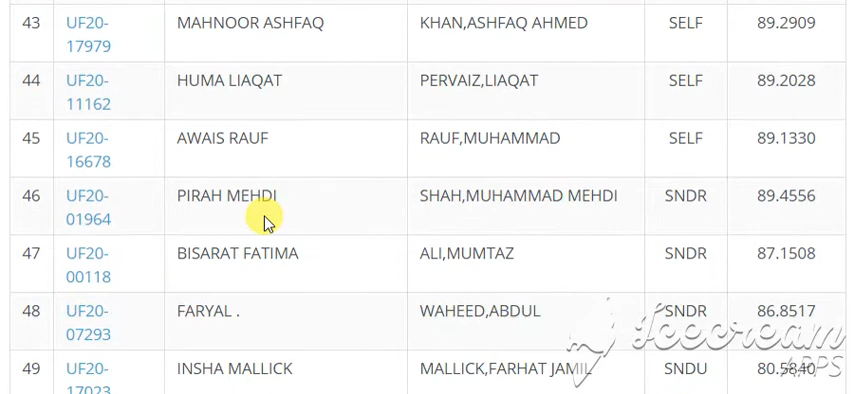 43 UF20- MAHNOOR ASHFAQ KHAN,ASHFAQ AHMED SELF 89.2909
17979
44 UF20- HUMA LIAQAT PERVAIZ,LIAQAT SELF 89.2028
11162
45 UF20- AWAIS RAUF RAUF,MUHAMMAD SELF 89.1330
16678
46 UF20- PIRAH MEHDI SHAH,MUHAMMAD MEHDI SNDR 89.4556
01964
47 UF20- BISARAT FATIMA ALI,MUMTAZ SNDR 87.1508
00118
48 UF20- FARYAL . WAHEED,ABDUL SNDR 86.8517
07293
Icecream
APPS
49 UF20- INSHA MALLICK MALLICK,FARHAT JAMIL SNDU 80.5840
17023